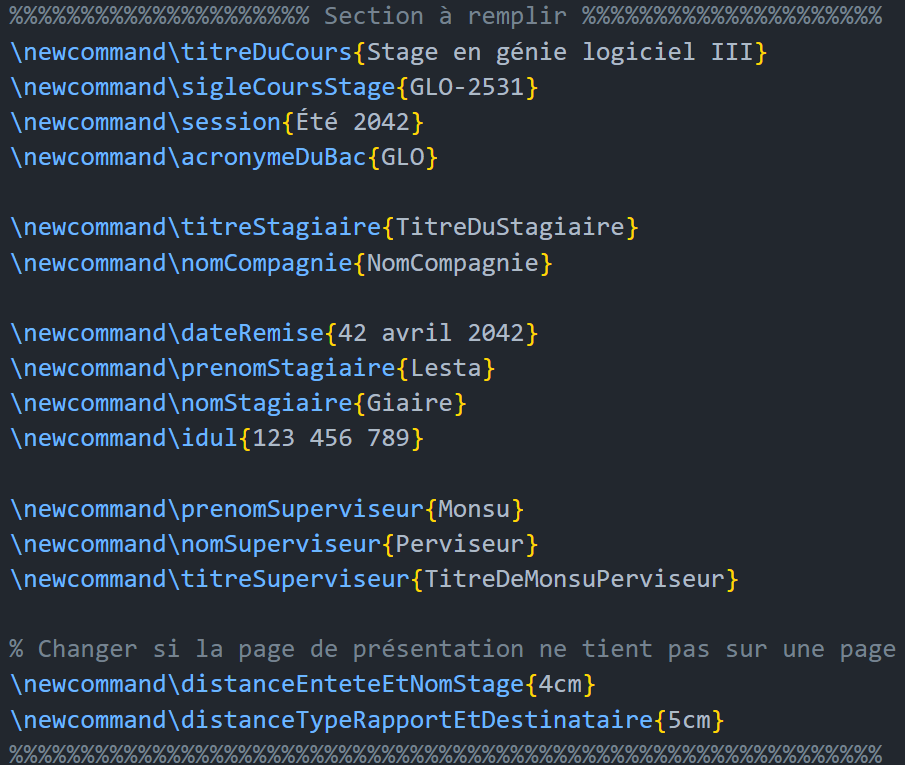 %%%%%%%%%%%%%%%%%%%%% Section à remplir %%%%%%%%%%%%%%%%%%%%%
\newcommand\titreDuCours{Stage en génie logiciel III}
\newcommand\sigleCoursStage{GLO-2531}
\newcommand\session{Été 2042}
\newcommand\acronymeDuBac{GLO}
\newcommand\titreStagiaire{TitreDuStagiaire}
\newcommand\nomCompagnie{NomCompagnie}
\newcommand\dateRemise{42 avril 2042}
\newcommand\prenomStagiaire{Lesta}
\newcommand\nomStagiaire{Giaire}
\newcommand\idul{123 456 789}
\newcommand\prenomSuperviseur{Monsu}
\newcommand\nomSuperviseur{Perviseur}
\newcommand\titreSuperviseur{TitreDeMonsuPerviseur}
% Changer si la page de présentation ne tient pas sur une page
\newcommand\distanceEnteteEtNomStage{4cm}
\newcommand\distanceTypeRapportEtDestinataire{5cm}
%%%%%%%%%%%%%%%%%%%%%%%%%%%%%%%%%%%%%%%%%%%%%%%%%%%%%%%%%%%%%